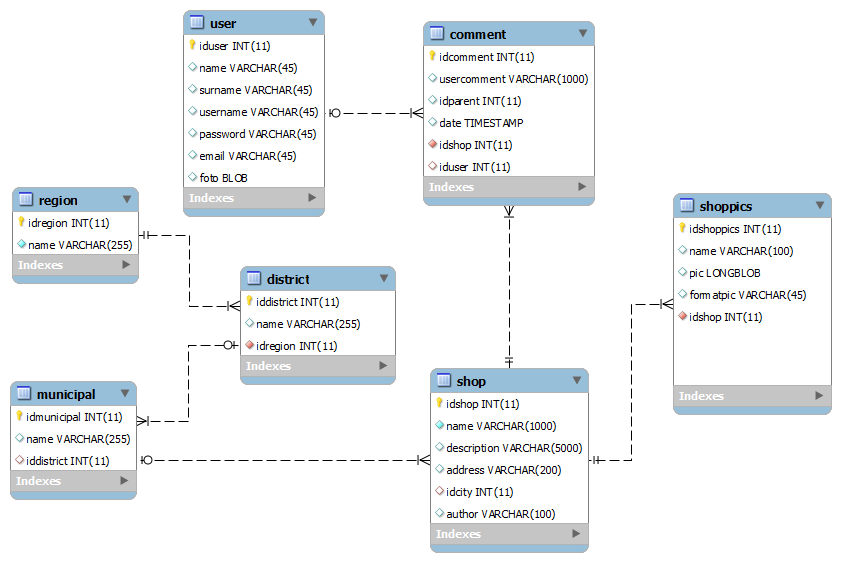 user
iduser INT(11)
name VARCHAR(45)
surname VARCHAR(45)
username VARCHAR(45)
password VARCHAR(45)
email VARCHAR(45)
foto BLOB
Indexes
comment
idcomment INT(11)
usercomment VARCHAR(1000)
idparent INT(11)
date TIMESTAMP
idshop INT(11)
iduser INT(11)
Indexes
region
idregion INT(11)
name VARCHAR(255)
Indexes
shoppics
idshoppics INT(11)
name VARCHAR(100)
pic LONGBLOB
formatpic VARCHAR(45)
idshop INT(11)
Indexes
district
iddistrict INT(11)
name VARCHAR(255)
idregion INT(11)
Indexes
municipal
idmunicipal INT(11)
name VARCHAR(255)
iddistrict INT(11)
Indexes
shop
idshop INT(11)
name VARCHAR(1000)
description VARCHAR(5000)
address VARCHAR(200)
idcity INT(11)
author VARCHAR(100)
Indexes